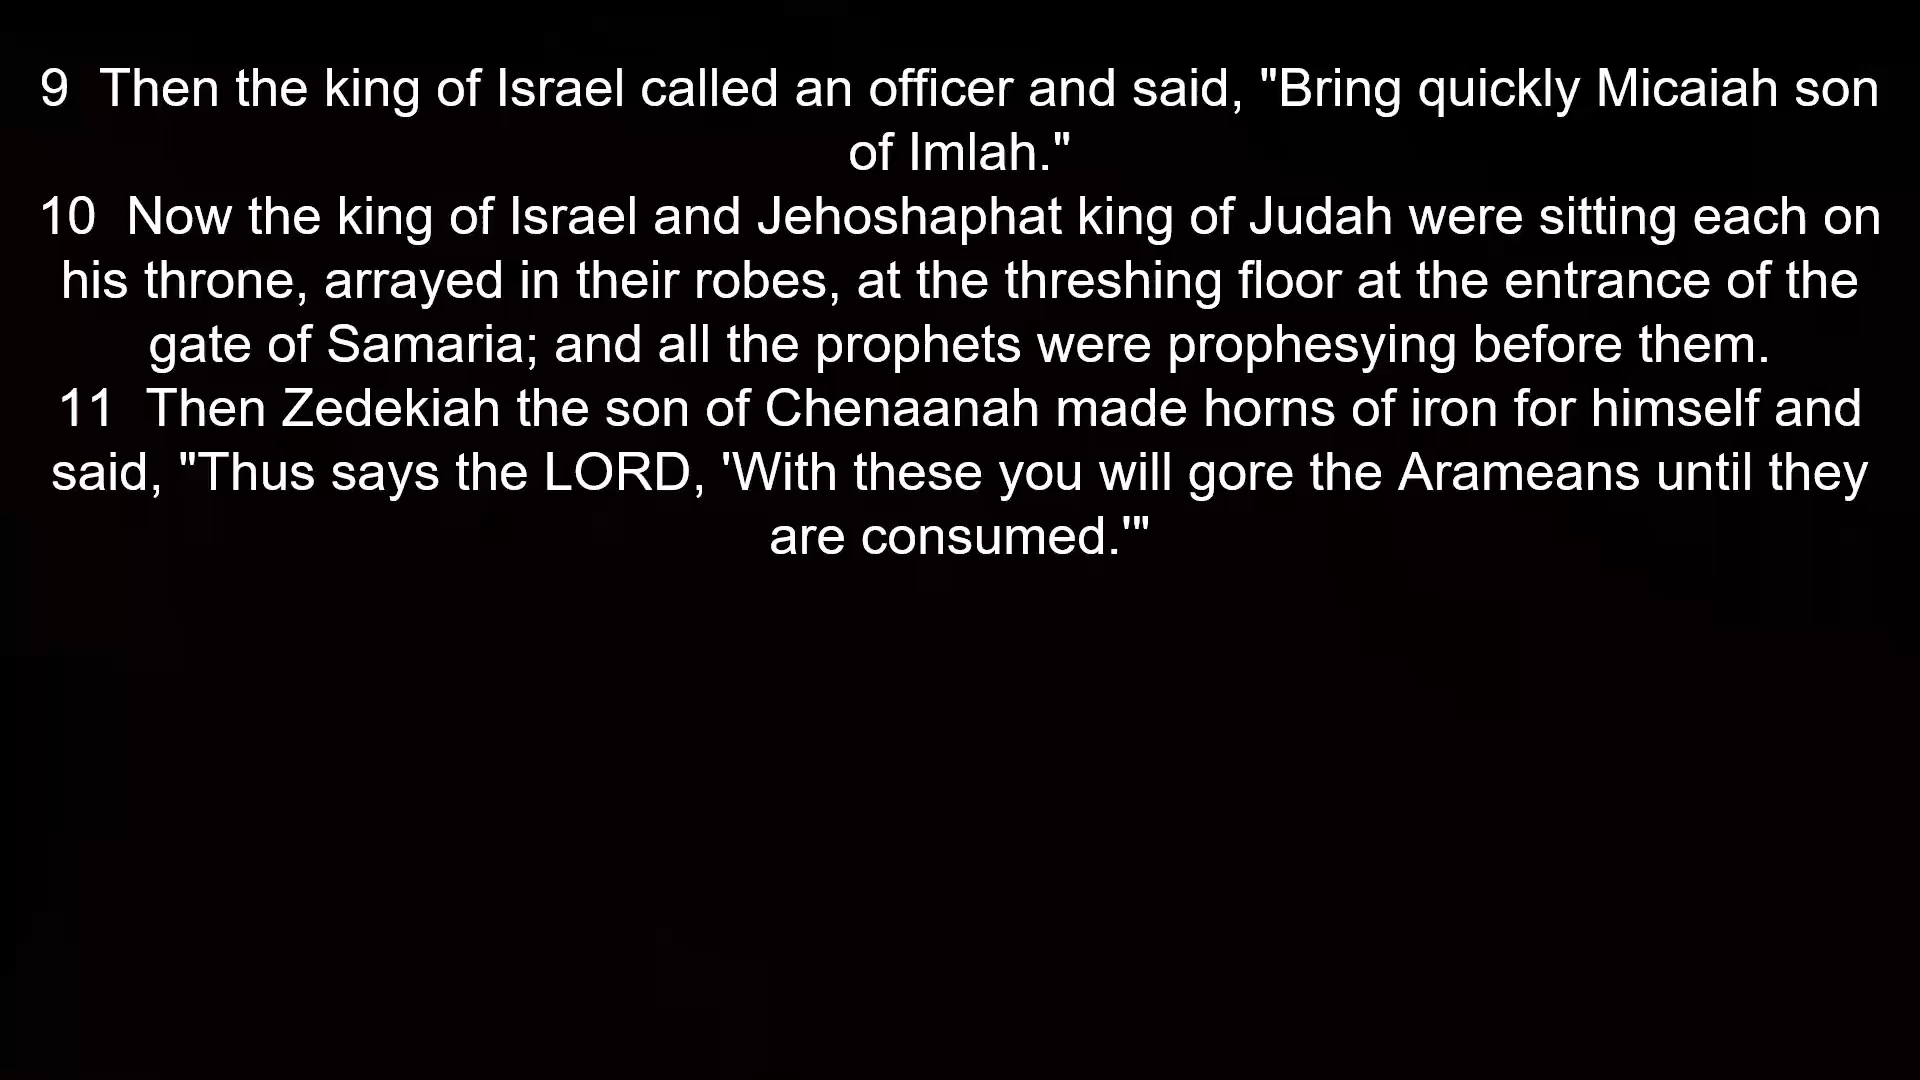 9  Then the king of Israel called an officer and said, "Bring quickly Micaiah son
of Imlah."
10  Now the king of Israel and Jehoshaphat king of Judah were sitting each on
his throne, arrayed in their robes, at the threshing floor at the entrance of the
gate of Samaria; and all the prophets were prophesying before them.
11  Then Zedekiah the son of Chenaanah made horns of iron for himself and
said, "Thus says the LORD, 'With these you will gore the Arameans until they
are consumed.'"